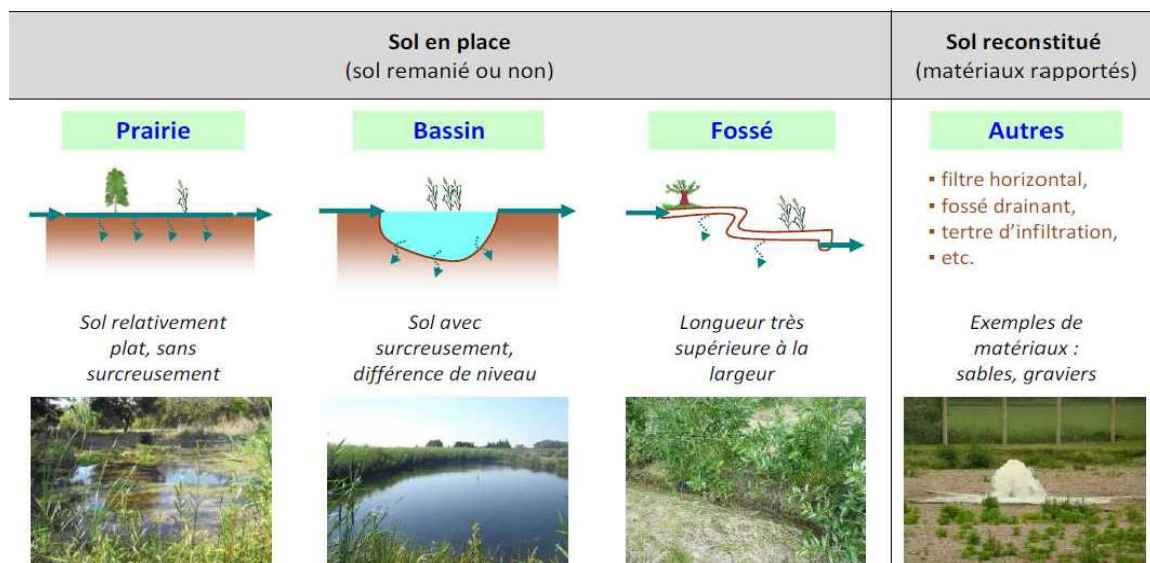 Sol en place
(sol remanié ou non)
Sol reconstitué
(matériaux rapportés)
Prairie
Bassin
Fossé
Autres
▪ filtre horizontal,
▪ fossé drainant,
▪ tertre d’infiltration,
▪ etc.
Sol relativement
plat, sans
surcreusement
Sol avec
surcreusement,
différence de niveau
Longueur très
supérieure à la
largeur
Exemples de
matériaux :
sables, graviers